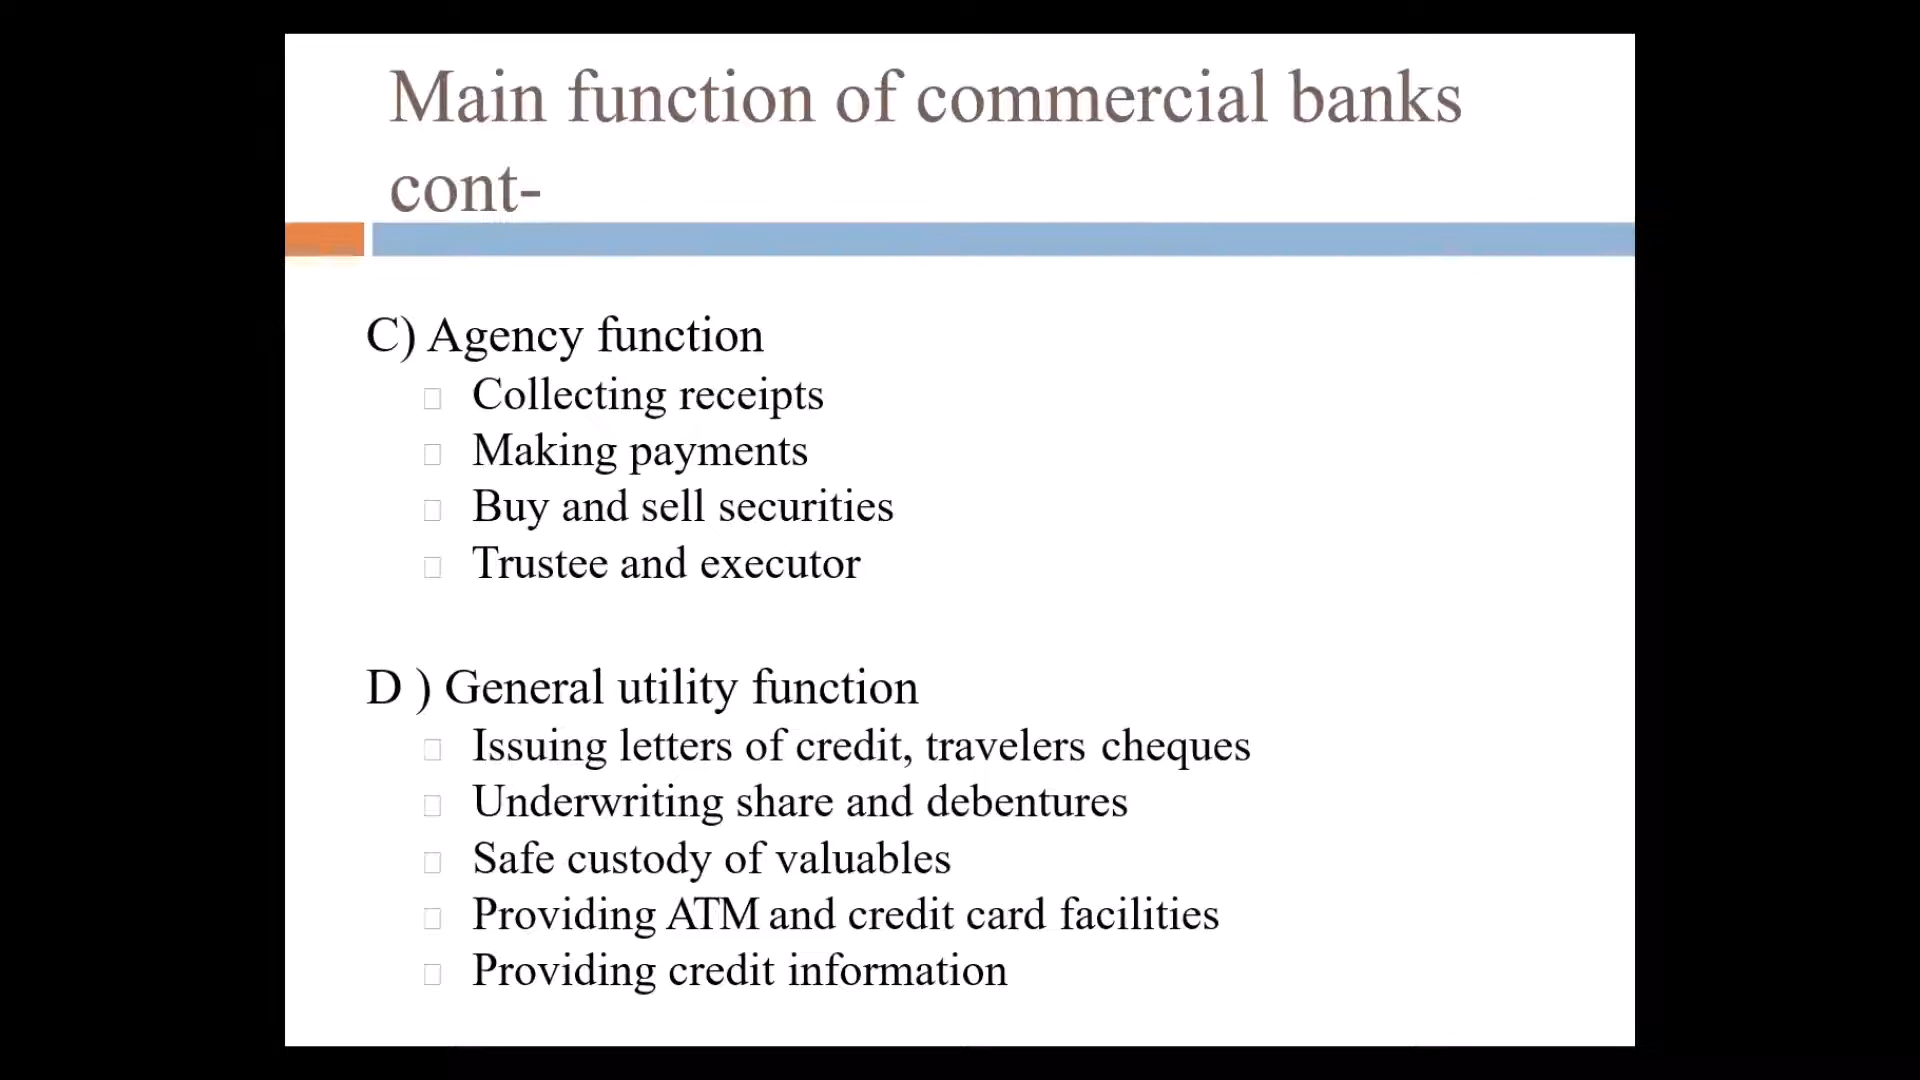 Main function of commercial banks
cont-
C) Agency function
Collecting receipts
Making payments
Buy and sell securities
Trustee and executor
D ) General utility function
Issuing letters of credit, travelers cheques
Underwriting share and debentures
Safe custody of valuables
Providing ATM and credit card facilities
Providing credit information